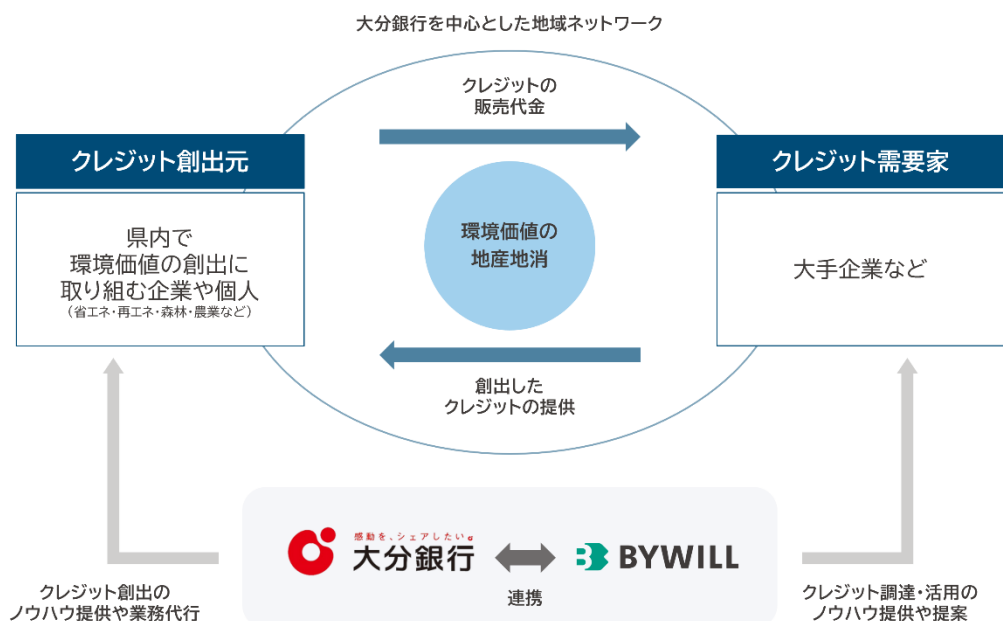 大分銀行を中心とした地域ネットワーク
クレジットの
販売代金
クレジット創出元
県内で
環境価値の創出に
取り組む企業や個人
（省エネ・再エネ・森林・農業など）
環境価値の
地産地消
クレジット需要家
大手企業など
創出した
クレジットの提供
感動を、シェアしたい。
大分銀行
BYWILL
連携
クレジット創出の
ノウハウ提供や業務代行
クレジット調達・活用の
ノウハウ提供や提案